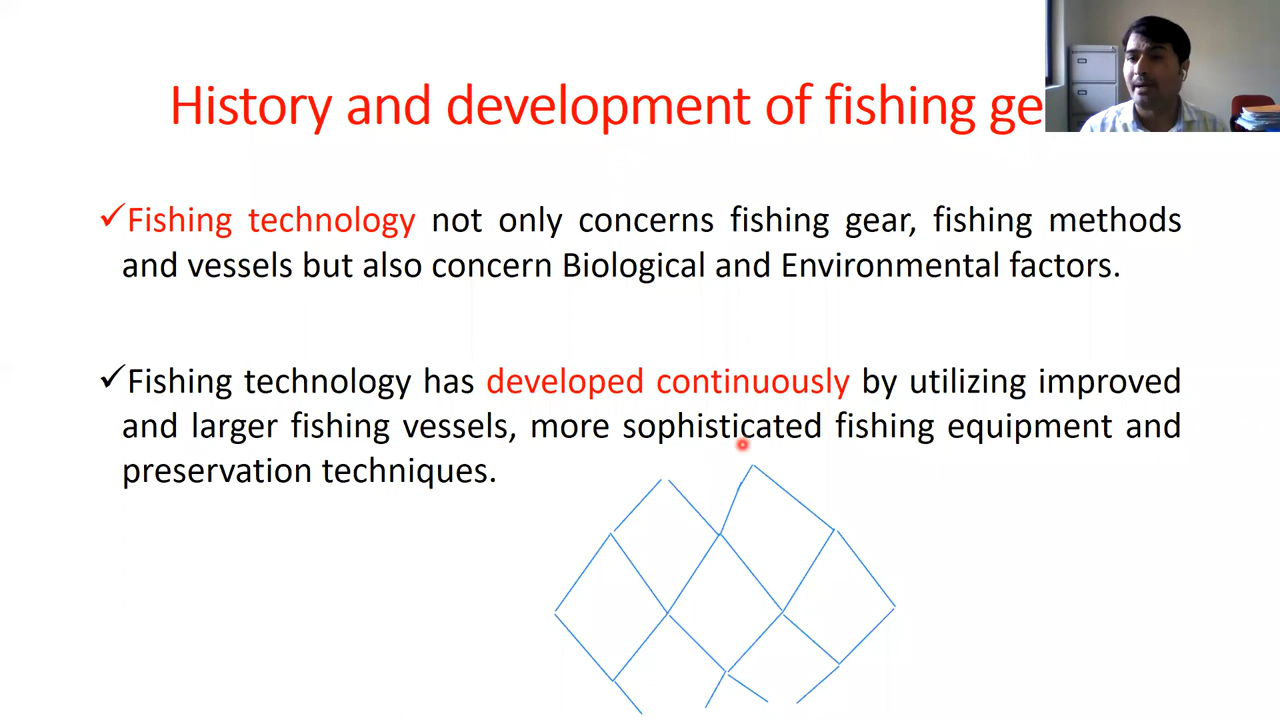 History and development of fishing ge
✓Fishing technology not only concerns fishing gear, fishing methods
and vessels but also concern Biological and Environmental factors.
✓Fishing technology has developed continuously by utilizing improved
and larger fishing vessels, more sophisticated fishing equipment and
preservation techniques.